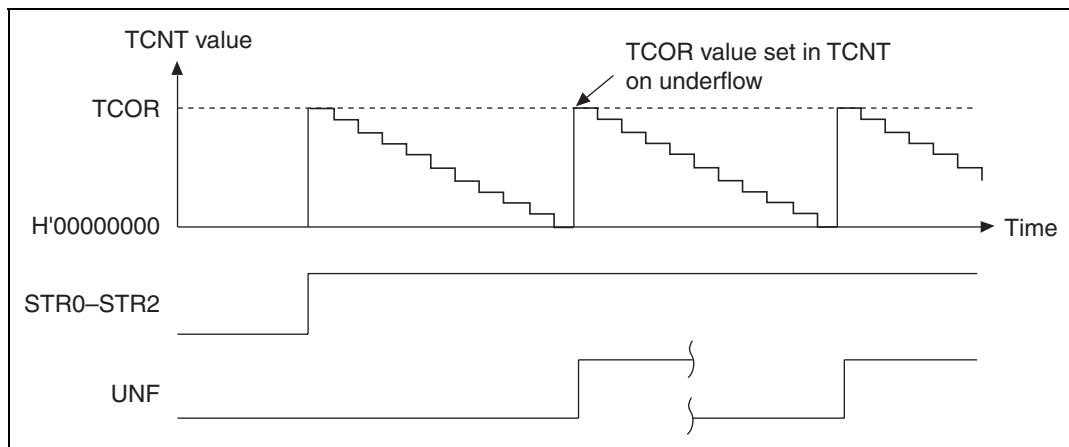 TCNT value
TCOR value set in TCNT
on underflow
TCOR
H'00000000
Time
STR0–STR2
UNF